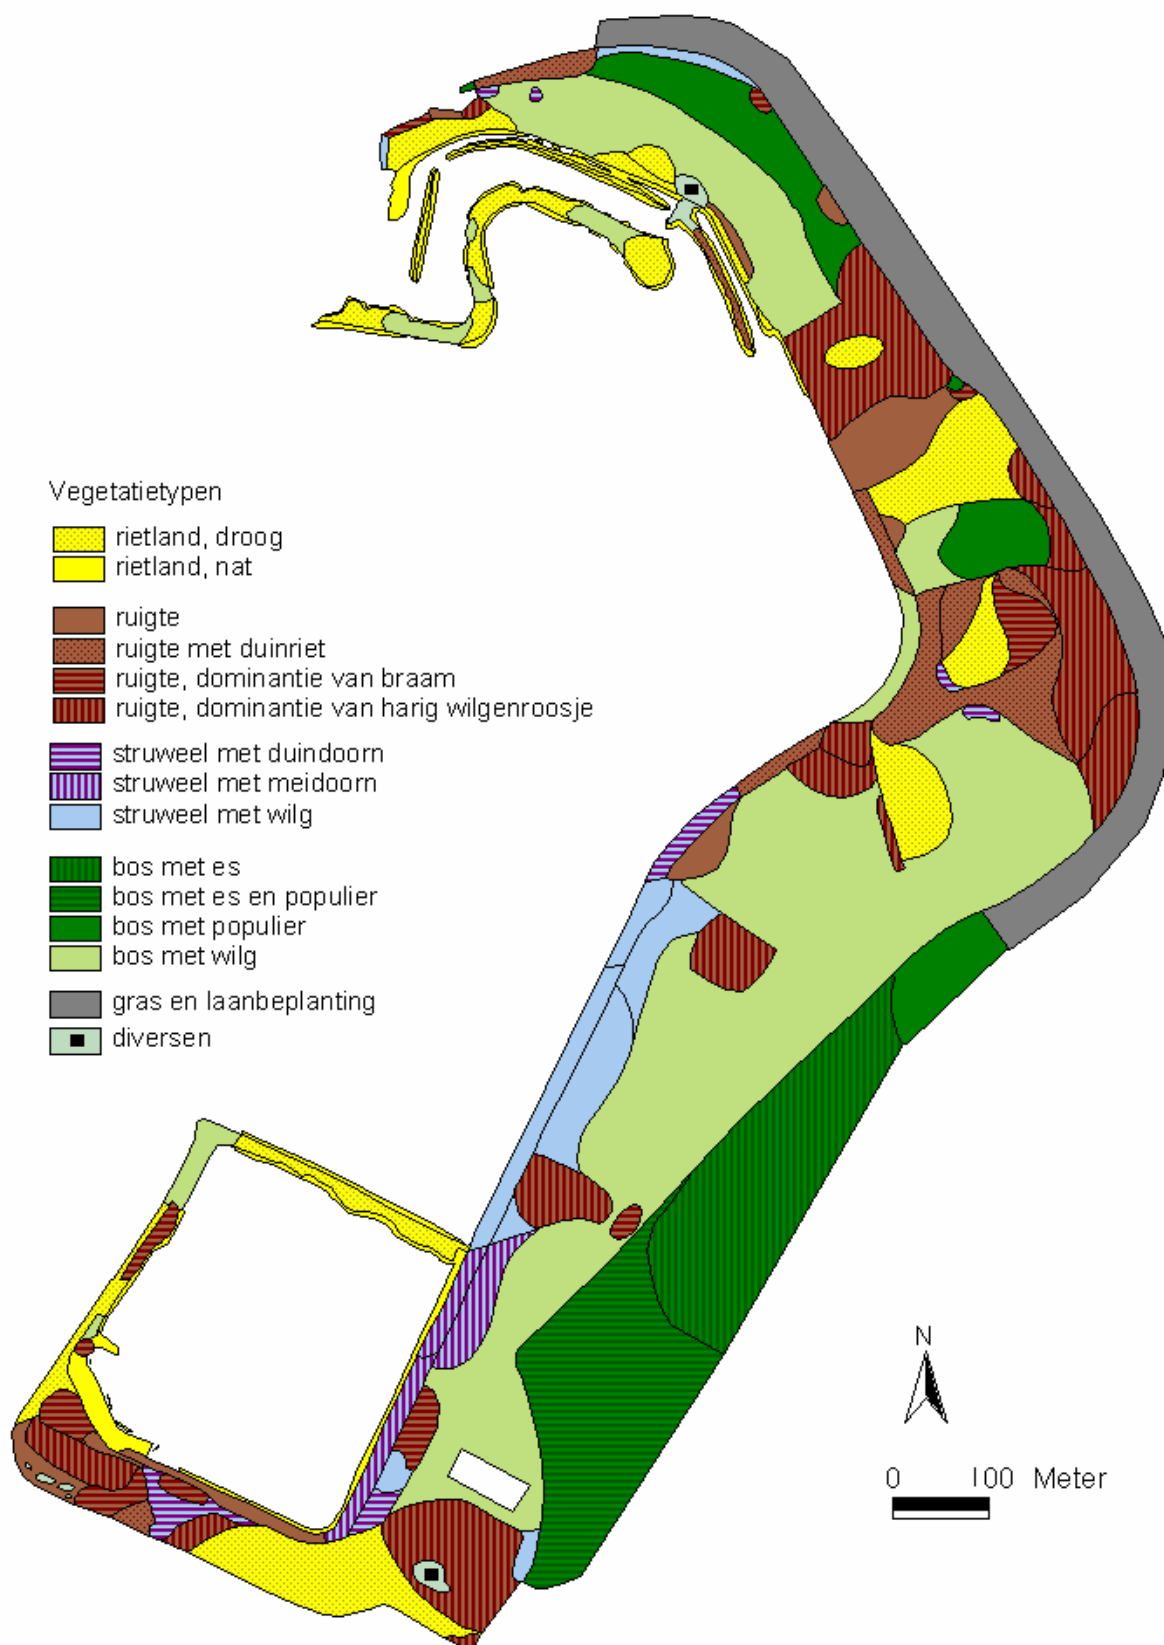 Vegetatietypen
rietland, droog
rietland, nat
ruigte
ruigte met duinriet
ruigte, dominantie van braam
ruigte, dominantie van harig wilgenroosje
struweel met duindoorn
struweel met meidoorn
struweel met wilg
bos met es
bos met es en populier
bos met populier
bos met wilg
gras en laanbeplanting
diversen
N
0 100 Meter